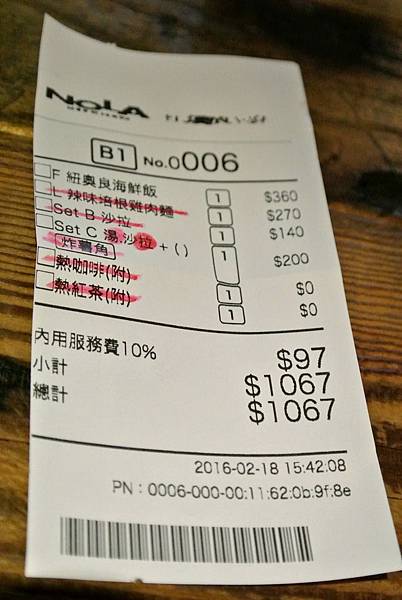 NOLA
B1 No.0006
F 紐奧良海鮮飯 1 $360
L 辣味培根雞肉麵 1 $270
Set B 沙拉 1 $140
Set C 湯.沙拉 + ( ) 1 $200
炸薯角
熱咖啡(附) 1 $0
熱紅茶(附) 1 $0
內用服務費10% $97
小計 $1067
總計 $1067
2016-02-18 15:42:08
PN : 0006-000-00:11:62:0b:9f:8e